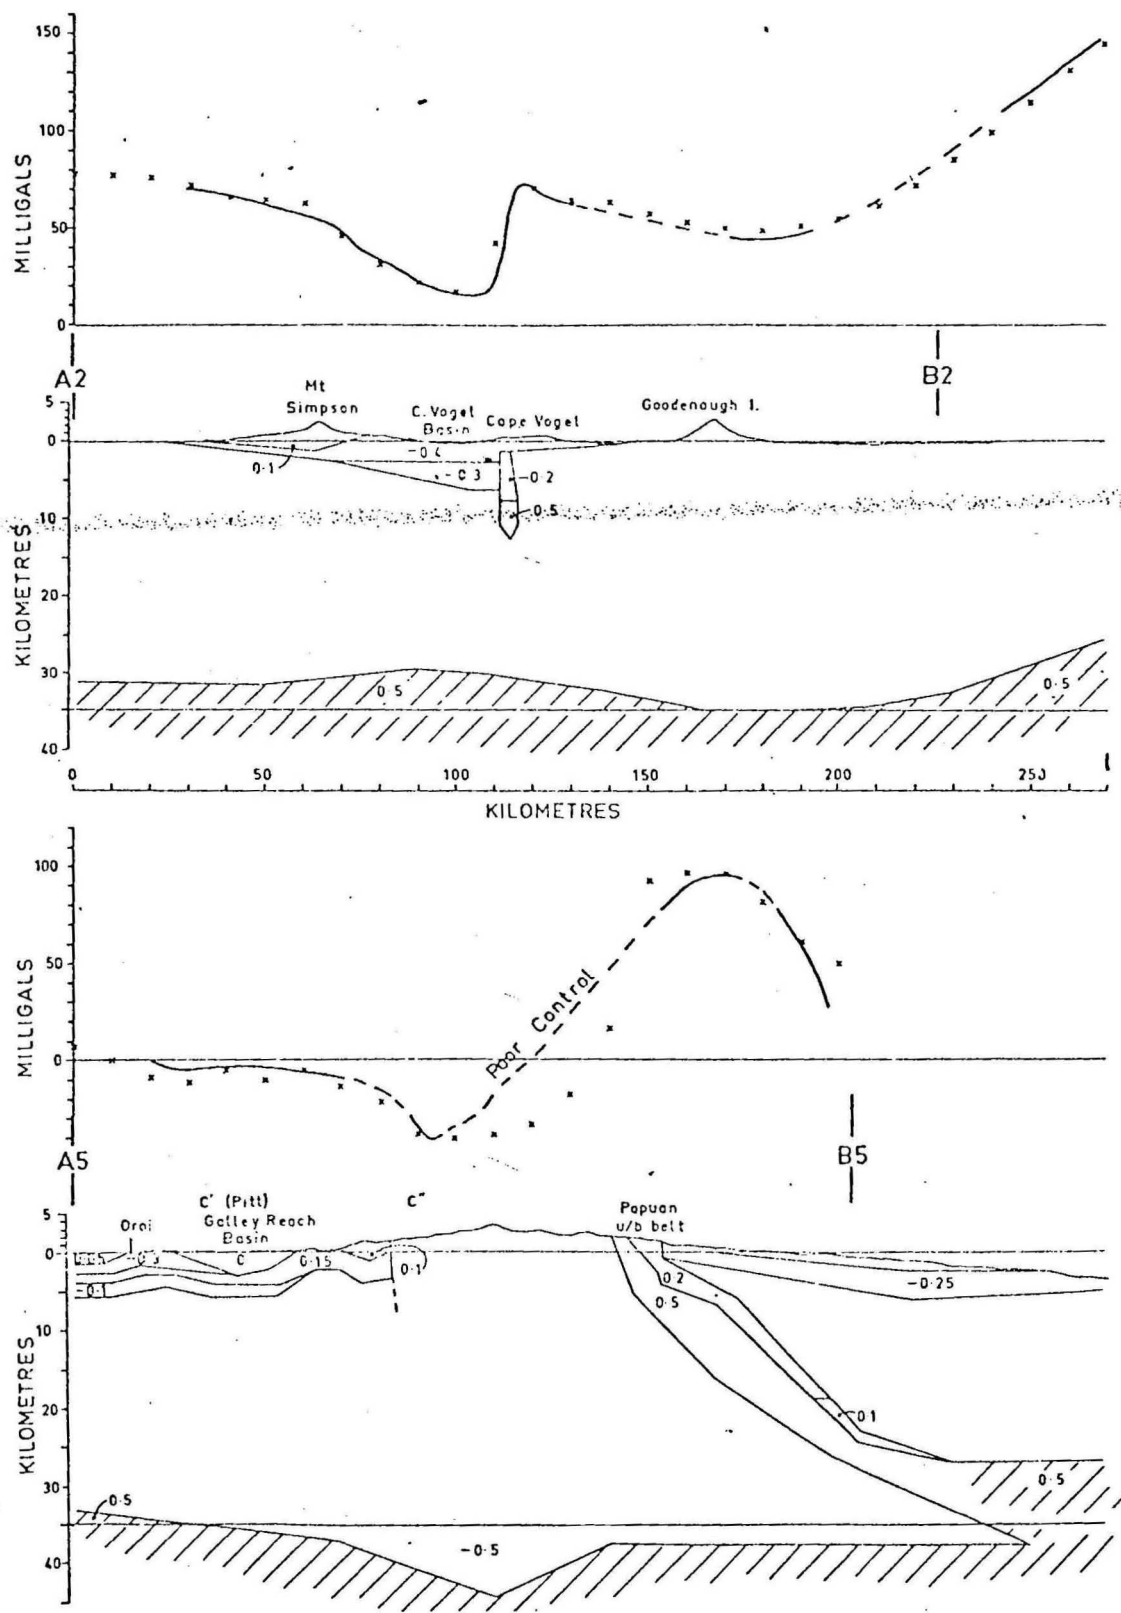 150
100
50
0
MILLIGALS
A2
B2
Mt
Simpson
C. Vogel
Basin
Cape Vogel
Goodenough I.
5
0
10
20
30
40
KILOMETRES
0.1
-0.4
-0.3
-0.2
0.5
0.5
0.5
0
50
100
150
200
250
KILOMETRES
100
50
0
MILLIGALS
Poor Control
A5
B5
C' (Pitt)
Galley Reach
Basin
Oroi
C"
Papuan
u/b belt
5
0
10
20
30
40
KILOMETRES
-0.1
0.15
0.1
0.2
0.5
-0.25
0.1
0.5
0.5
-0.5